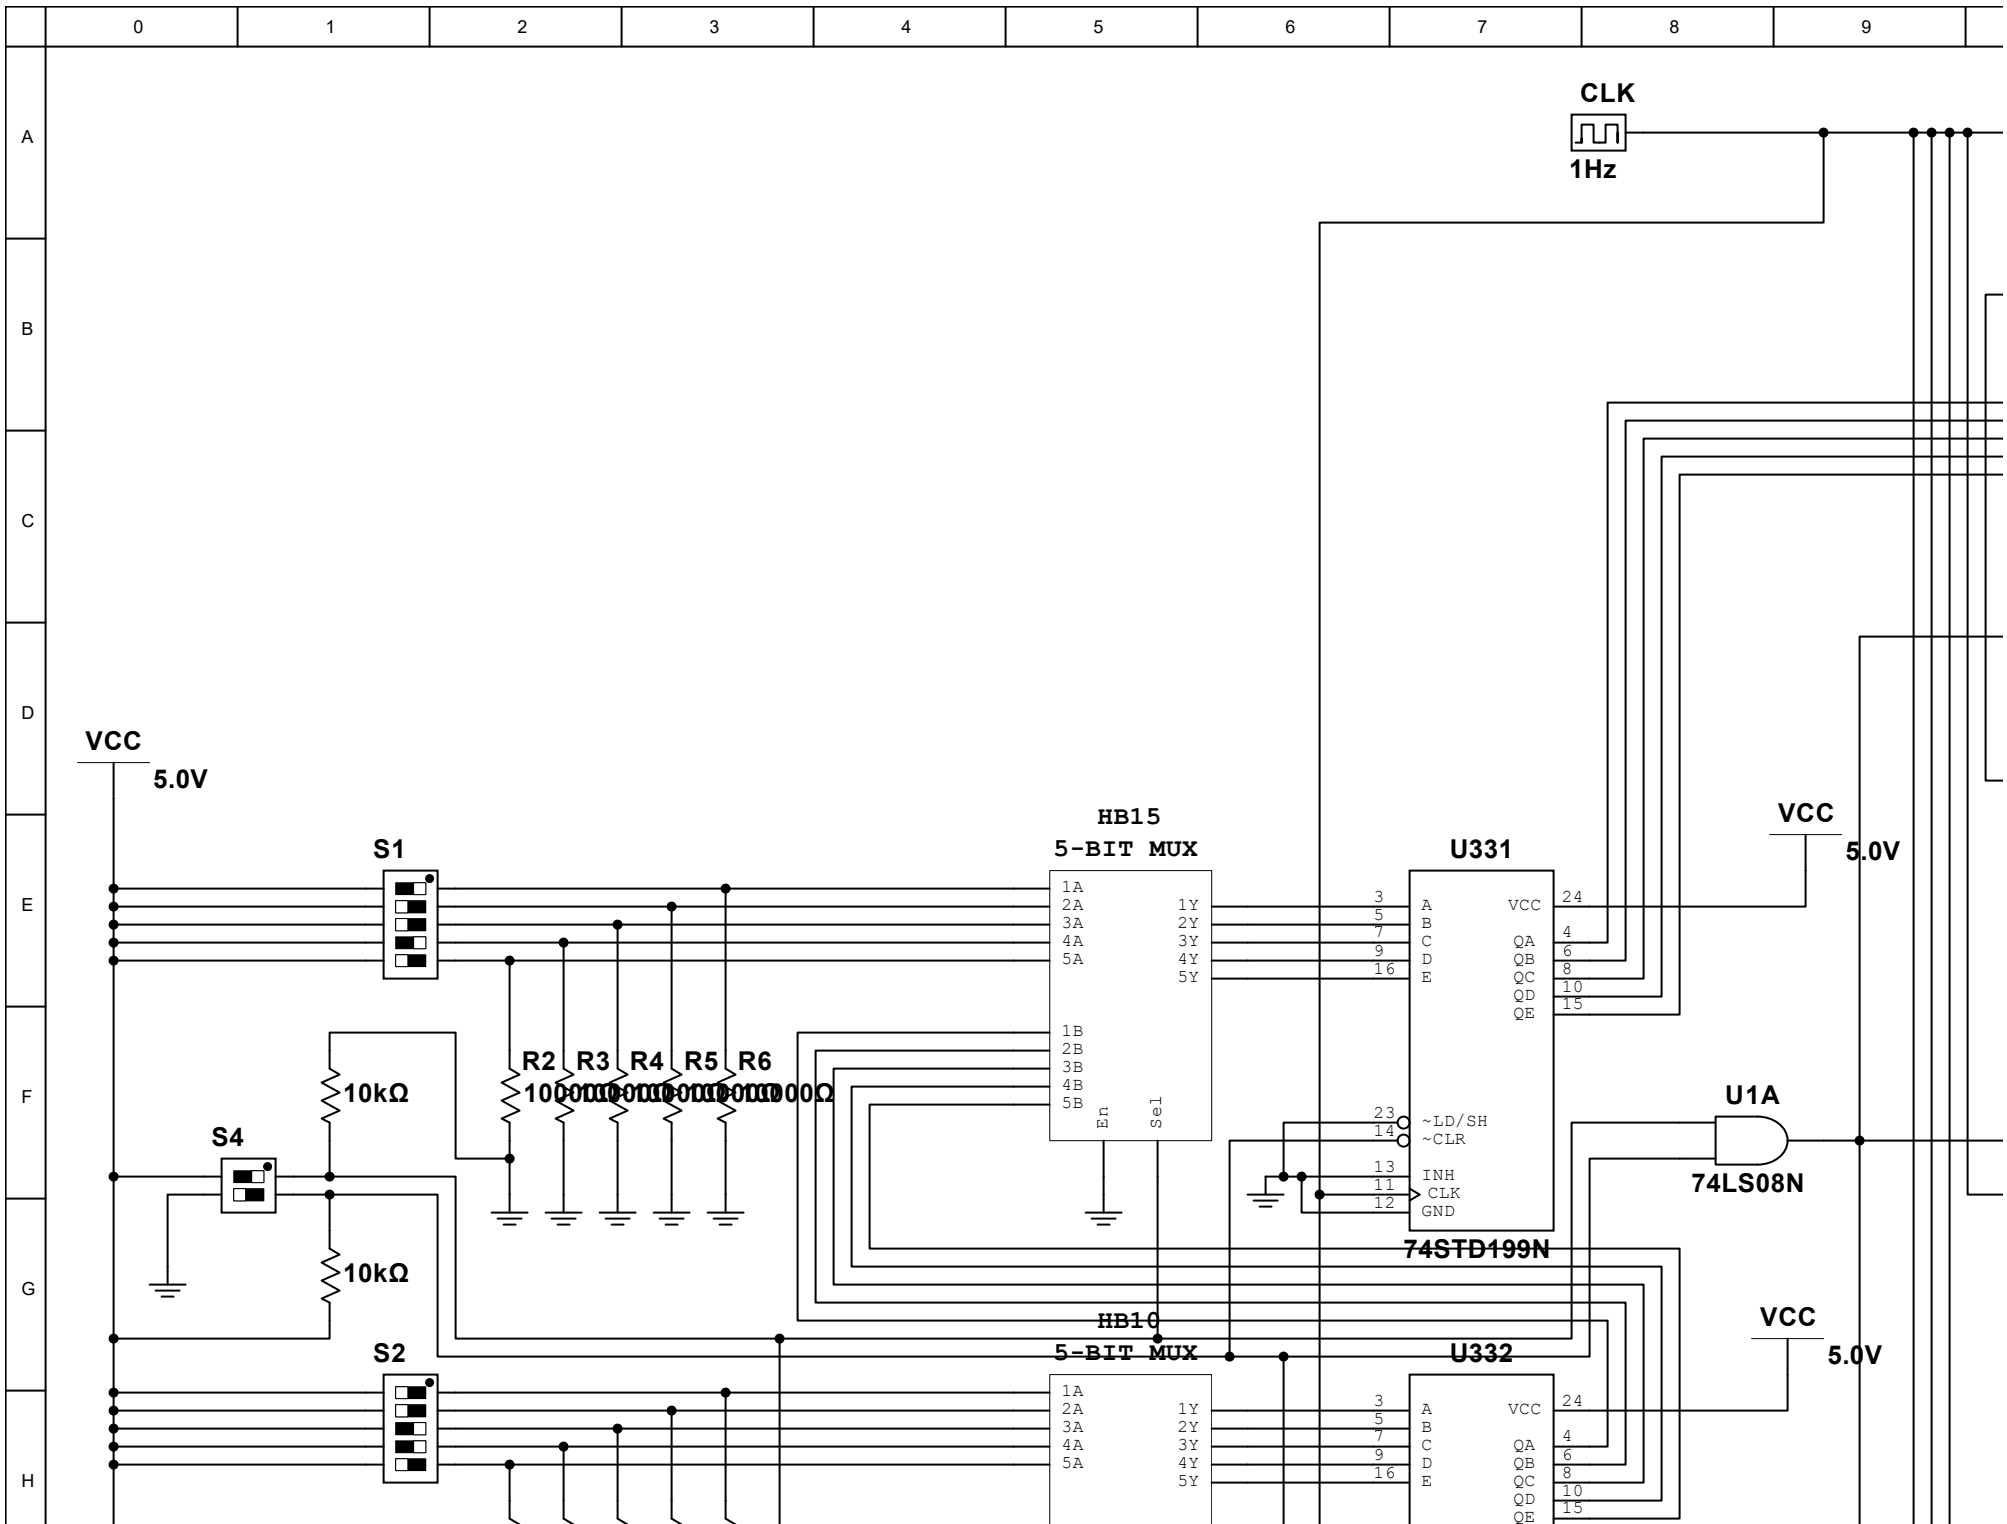 0 1 2 3 4 5 6 7 8 9
A
B
C
D
E
F
G
H
CLK
1Hz
VCC
5.0V
S1
HB15
5-BIT MUX
1A
2A
3A
4A
5A
1Y
2Y
3Y
4Y
5Y
1B
2B
3B
4B
5B
En
Sel
U331
3 A
5 B
7 C
9 D
16 E
VCC 24
QA 4
QB 6
QC 8
QD 10
QE 15
23 ~LD/SH
14 ~CLR
13 INH
11 CLK
12 GND
74STD199N
VCC
5.0V
R2 R3 R4 R5 R6
10kΩ
S4
10kΩ
U1A
74LS08N
S2
HB10
5-BIT MUX
1A
2A
3A
4A
5A
1Y
2Y
3Y
4Y
5Y
U332
3 A
5 B
7 C
9 D
16 E
VCC 24
QA 4
QB 6
QC 8
QD 10
QE 15
VCC
5.0V